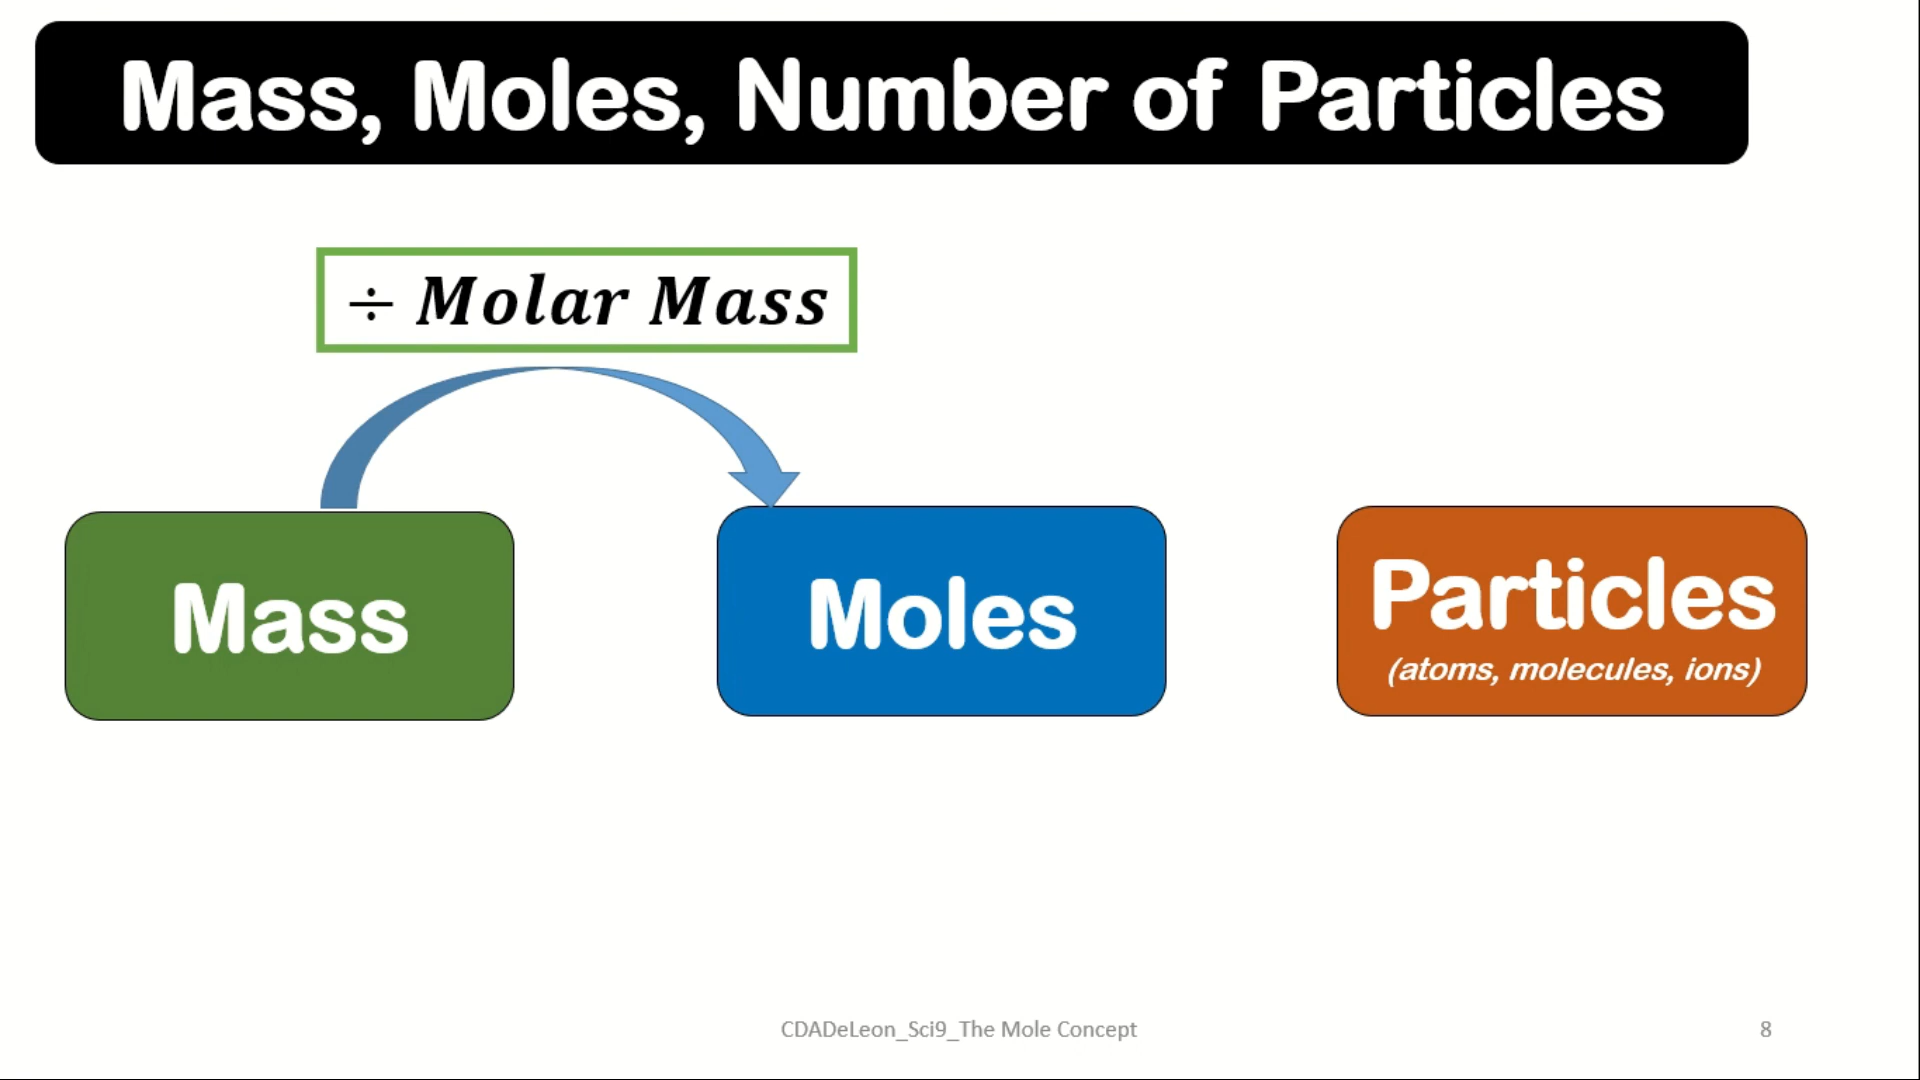 Mass, Moles, Number of Particles
÷ Molar Mass
Mass
Moles
Particles
(atoms, molecules, ions)
CDADeLeon_Sci9_The Mole Concept
8